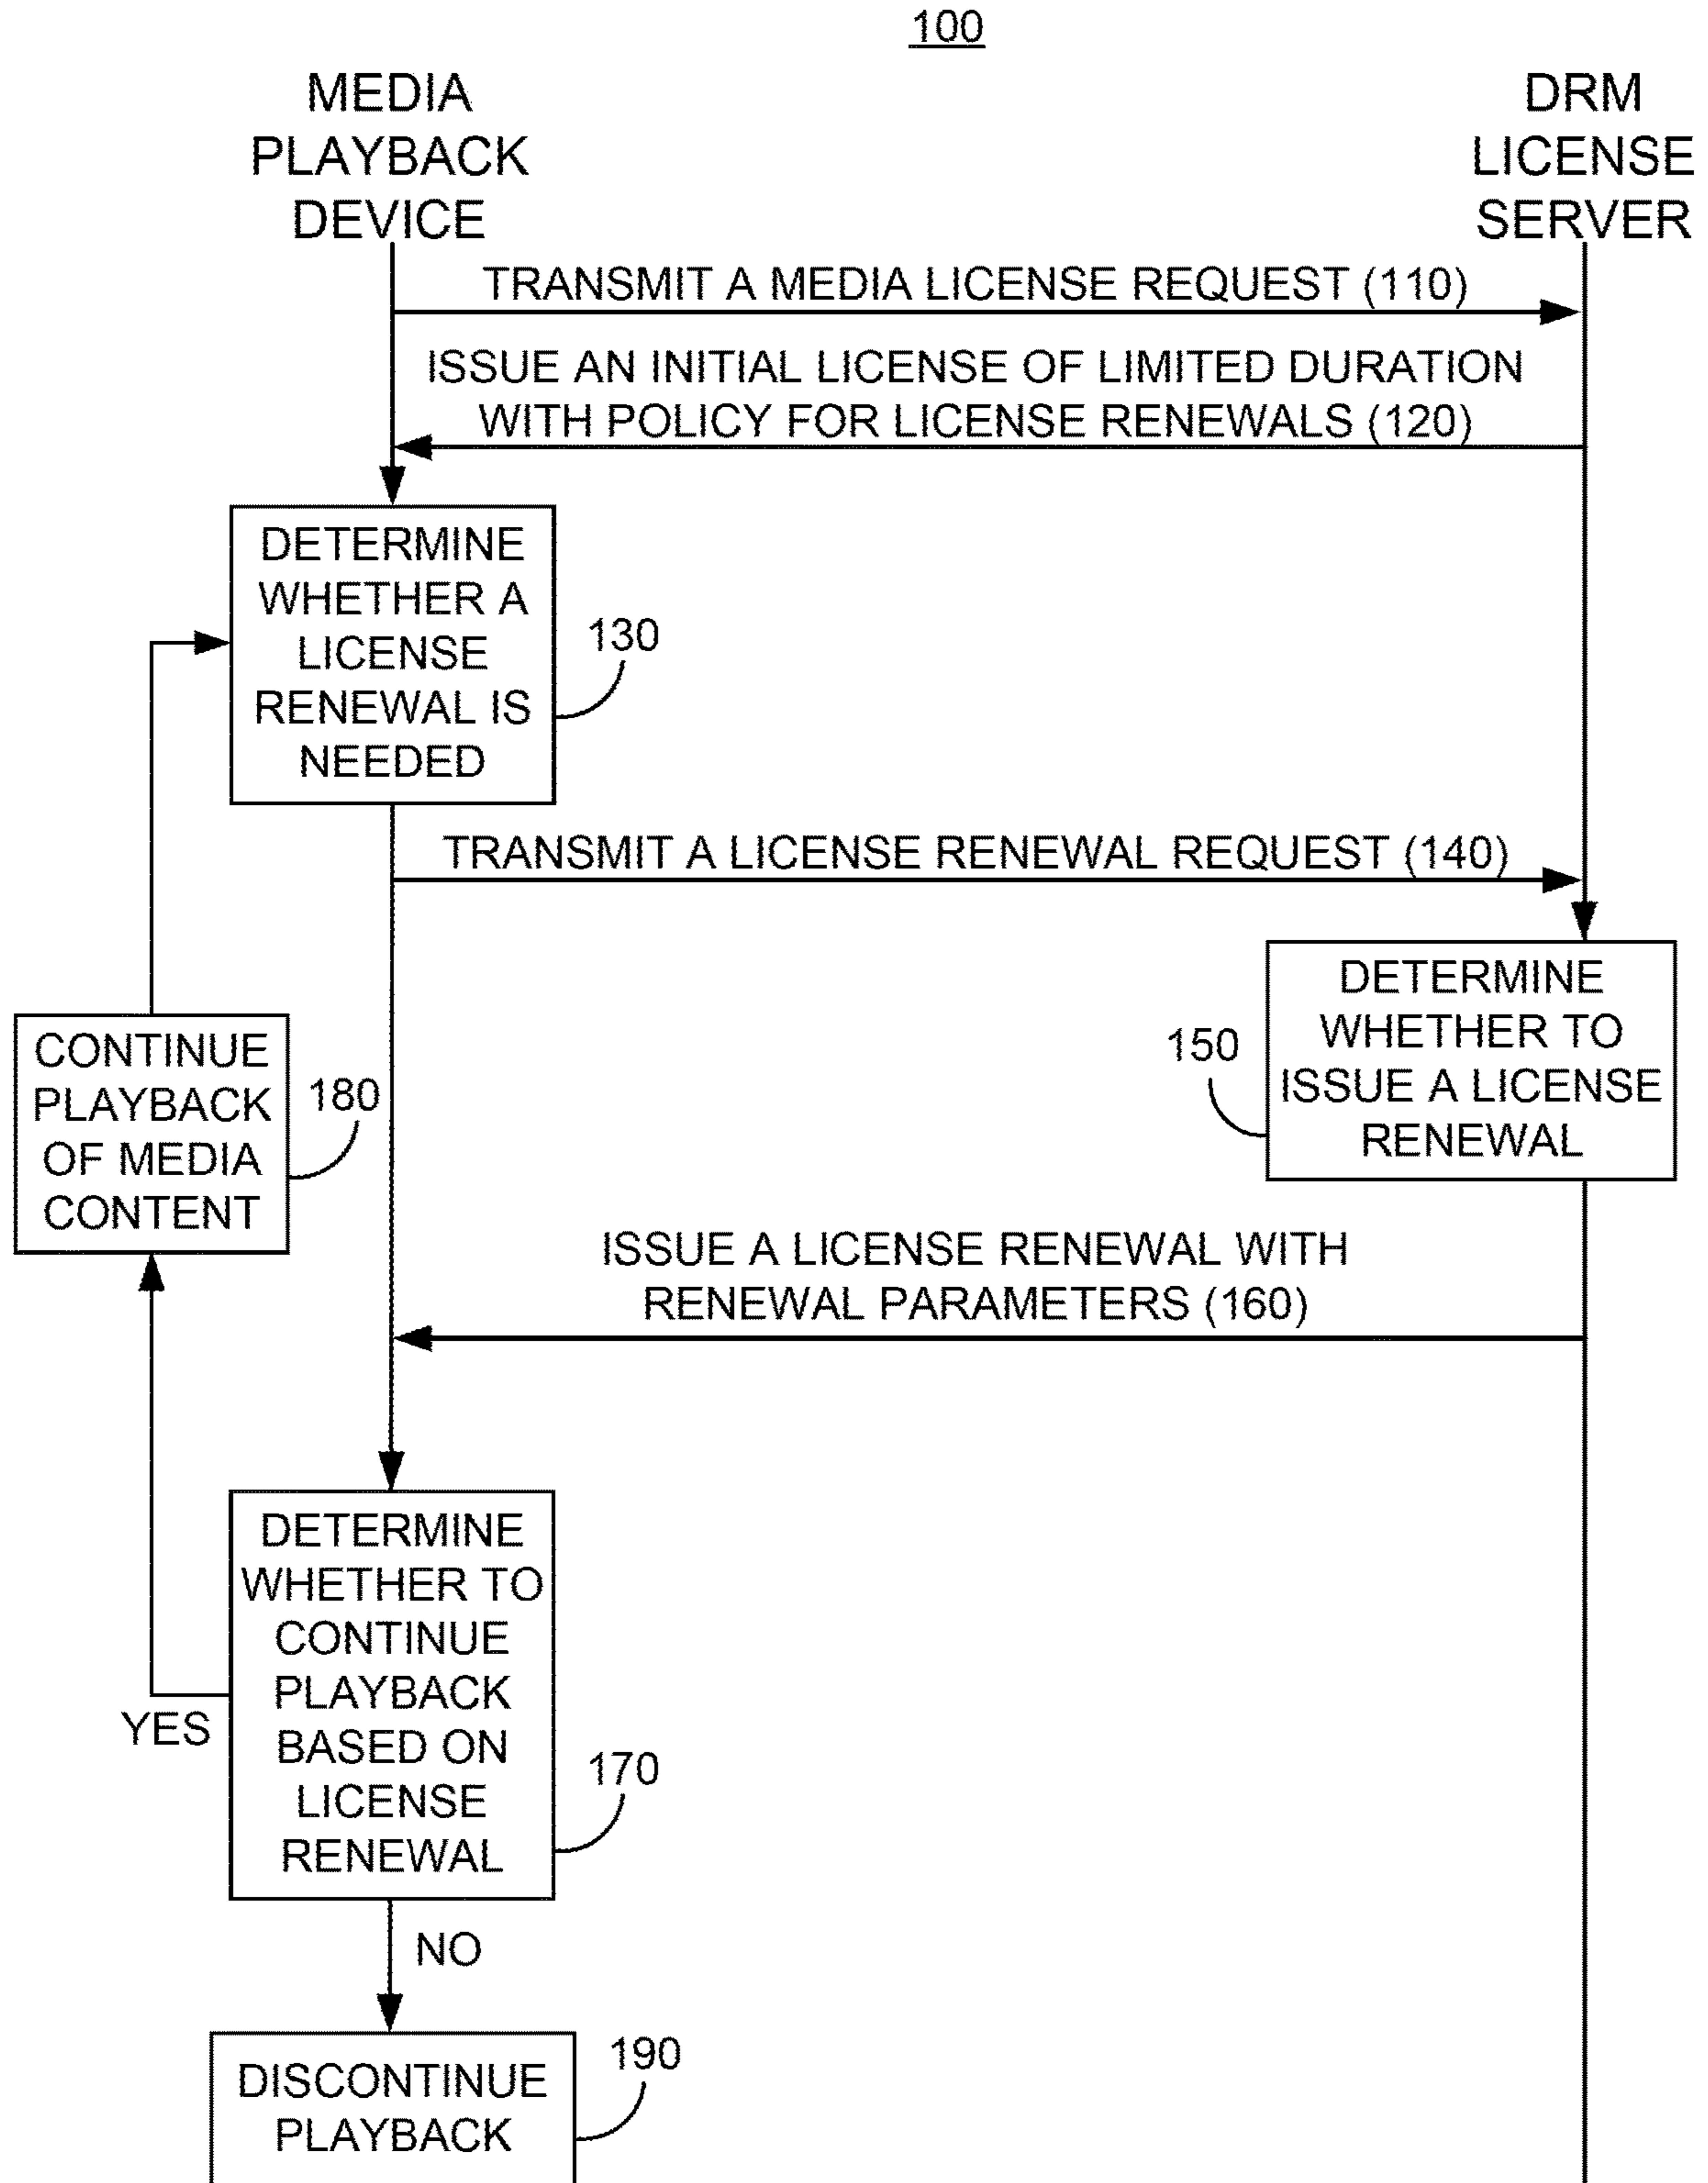 100
MEDIA
PLAYBACK
DEVICE
DRM
LICENSE
SERVER
TRANSMIT A MEDIA LICENSE REQUEST (110)
ISSUE AN INITIAL LICENSE OF LIMITED DURATION
WITH POLICY FOR LICENSE RENEWALS (120)
DETERMINE
WHETHER A
LICENSE
RENEWAL IS
NEEDED
130
TRANSMIT A LICENSE RENEWAL REQUEST (140)
DETERMINE
WHETHER TO
ISSUE A LICENSE
RENEWAL
150
CONTINUE
PLAYBACK
OF MEDIA
CONTENT
180
ISSUE A LICENSE RENEWAL WITH
RENEWAL PARAMETERS (160)
DETERMINE
WHETHER TO
CONTINUE
PLAYBACK
BASED ON
LICENSE
RENEWAL
YES
170
NO
DISCONTINUE
PLAYBACK
190